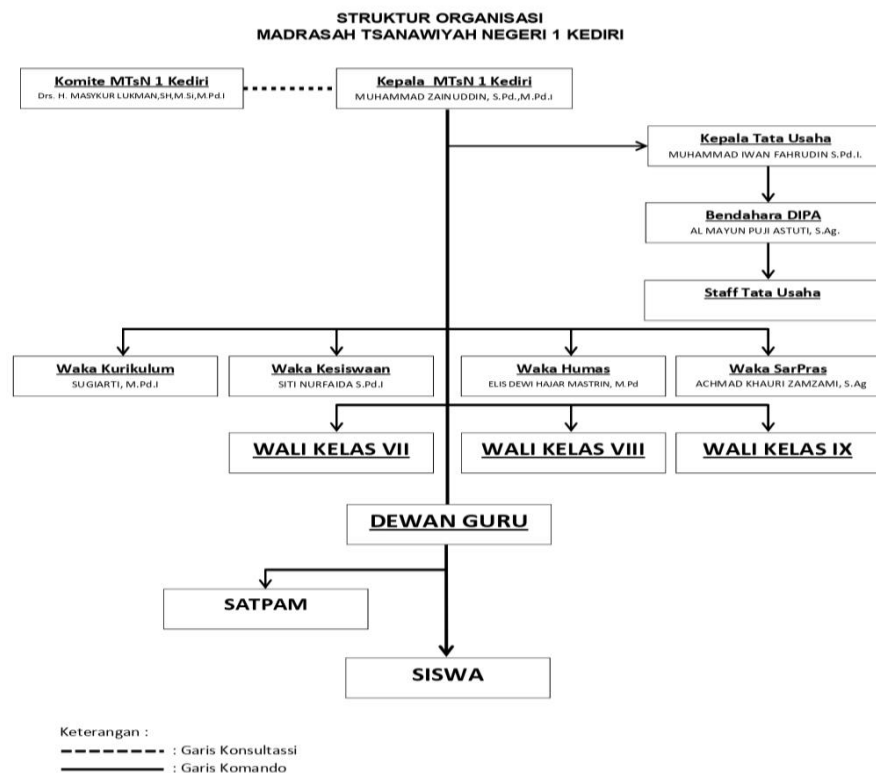 STRUKTUR ORGANISASI
MADRASAH TSANAWIYAH NEGERI 1 KEDIRI
Komite MTsN 1 Kediri
Drs. H. MASYKUR LUKMAN,SH,M.Si,M.Pd.I
Kepala MTsN 1 Kediri
MUHAMMAD ZAINUDDIN, S.Pd.,M.Pd.i
Kepala Tata Usaha
MUHAMMAD IWAN FAHRUDIN S.Pd.I.
Bendahara DIPA
AL MAYUN PUJI ASTUTI, S.Ag.
Staff Tata Usaha
Waka Kurikulum
SUGIARTI, M.Pd.I
Waka Kesiswaan
SITI NURFAIDA S.Pd.I
Waka Humas
ELIS DEWI HAJAR MASTRIN, M.Pd
Waka SarPras
ACHMAD KHAURI ZAMZAMI, S.Ag
WALI KELAS VII
WALI KELAS VIII
WALI KELAS IX
DEWAN GURU
SATPAM
SISWA
Keterangan :
: Garis Konsultassi
: Garis Komando